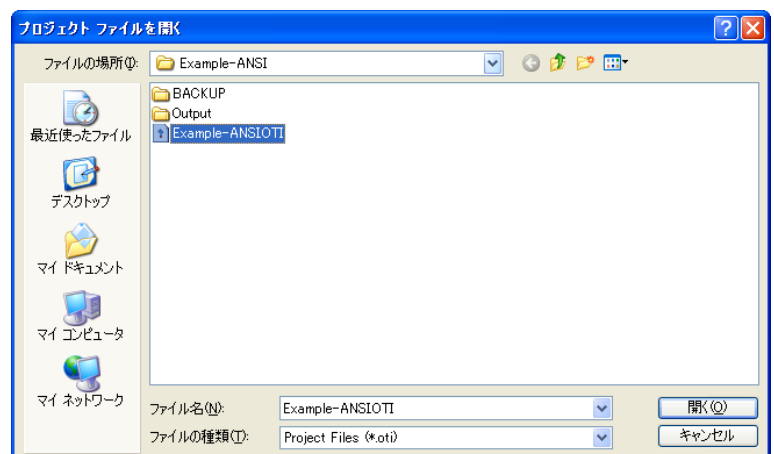 プロジェクト ファイルを開く
ファイルの場所(I):
Example-ANSI
BACKUP
Output
Example-ANSIOTI
最近使ったファイル
デスクトップ
マイ ドキュメント
マイ コンピュータ
マイ ネットワーク
ファイル名(N):
Example-ANSIOTI
開く(O)
ファイルの種類(T):
Project Files (*.oti)
キャンセル